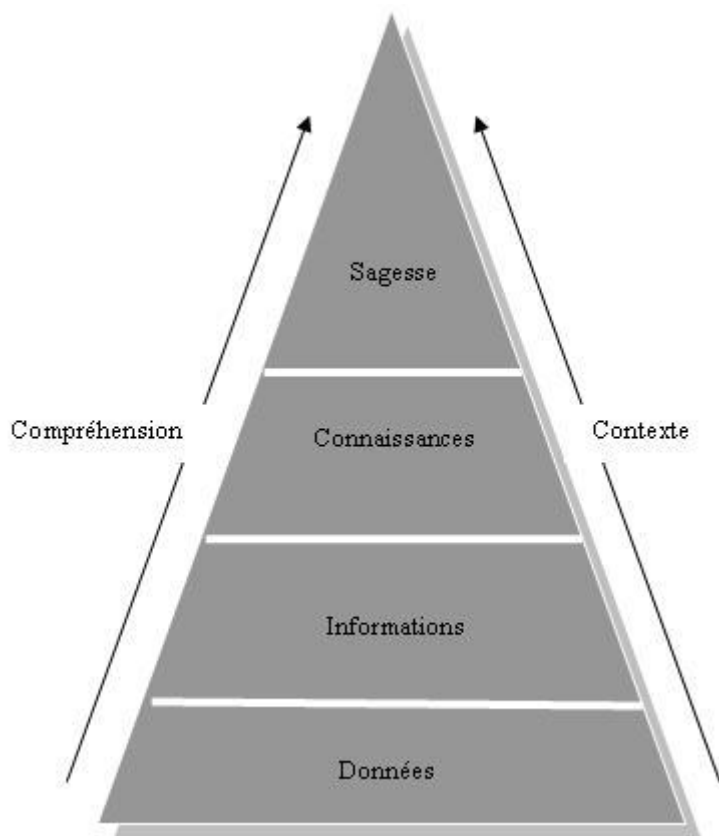 Sagesse
Compréhension
Connaissances
Contexte
Informations
Données